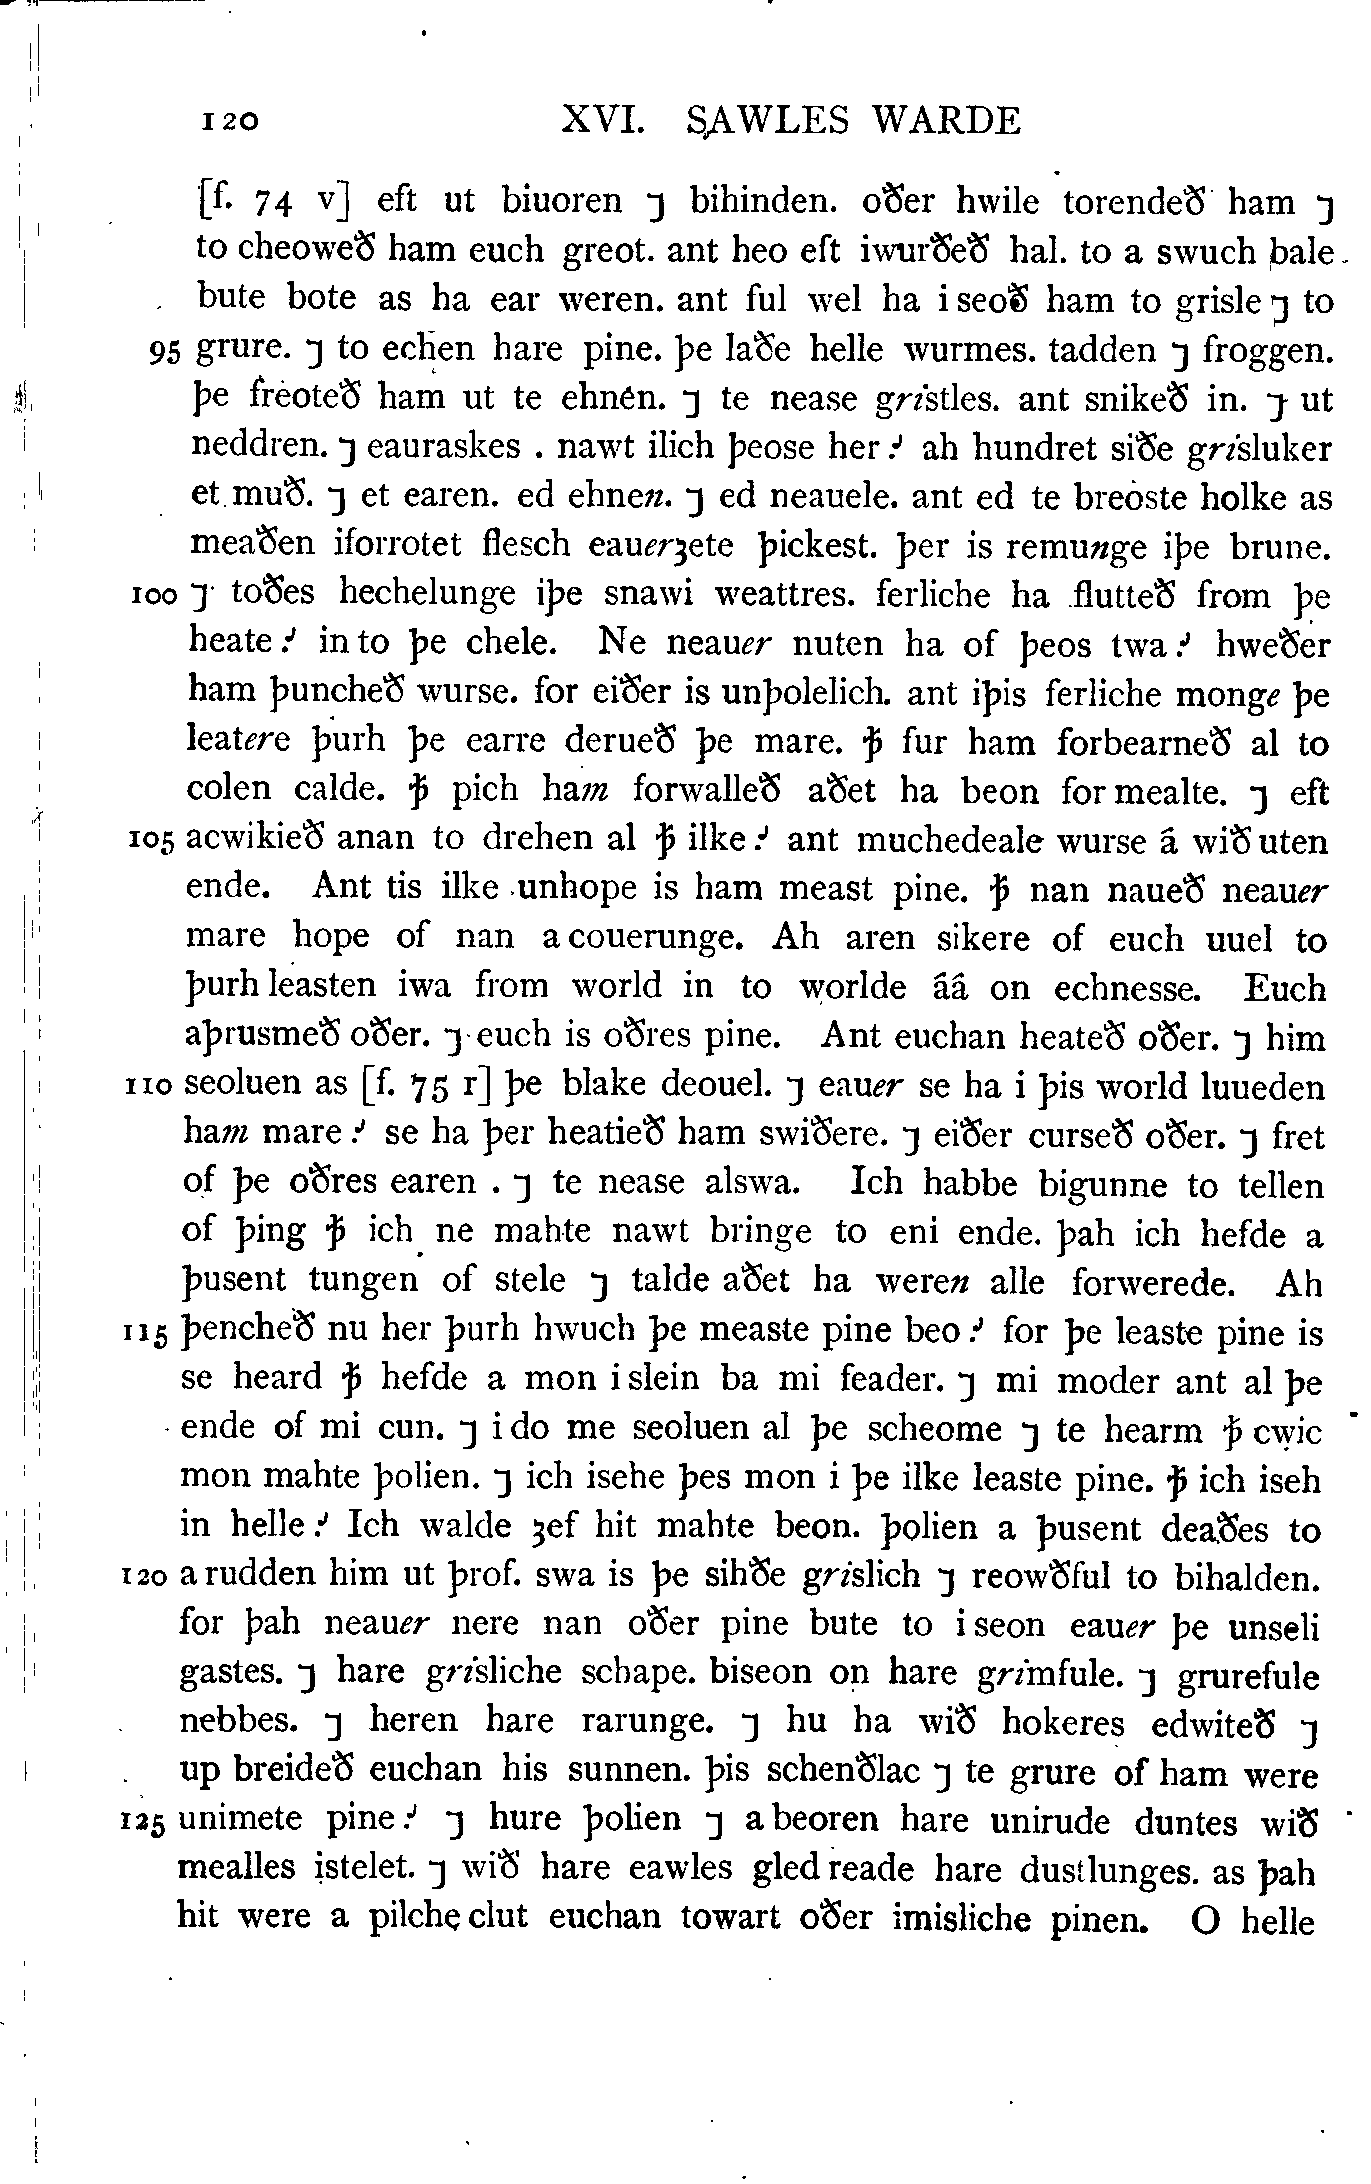 120 XVI. SAWLES WARDE
[f. 74 v] eft ut biuoren ⁊ bihinden. oðer hwile torendeð ham ⁊
to cheoweð ham euch greot. ant heo eft iwurðeð hal. to a swuch bale
bute bote as ha ear weren. ant ful wel ha i seoð ham to grisle ⁊ to
95 grure. ⁊ to echen hare pine. þe laðe helle wurmes. tadden ⁊ froggen.
þe freoteð ham ut te ehnen. ⁊ te nease gristles. ant snikeð in. ⁊ ut
neddren. ⁊ eauraskes . nawt ilich þeose her⹎ ah hundret siðe grisluker
et muð. ⁊ et earen. ed ehnen. ⁊ ed neauele. ant ed te breoste holke as
meaðen iforrotet flesch eauerȝete þickest. þer is remunge iþe brune.
100 ⁊ toðes hechelunge iþe snawi weattres. ferliche ha flutteð from þe
heate⹎ in to þe chele. Ne neauer nuten ha of þeos twa⹎ hweðer
ham þuncheð wurse. for eiðer is unþolelich. ant iþis ferliche monge þe
leatere þurh þe earre derueð þe mare. ꝥ fur ham forbearneð al to
colen calde. ꝥ pich ham forwalleð aðet ha beon for mealte. ⁊ eft
105 acwikieð anan to drehen al ꝥ ilke⹎ ant muchedeale wurse â wið uten
ende. Ant tis ilke unhope is ham meast pine. ꝥ nan naueð neauer
mare hope of nan a couerunge. Ah aren sikere of euch uuel to
þurh leasten iwa from world in to worlde ââ on echnesse. Euch
aþrusmeð oðer. ⁊ euch is oðres pine. Ant euchan heateð oðer. ⁊ him
110 seoluen as [f. 75 r] þe blake deouel. ⁊ eauer se ha i þis world luueden
ham mare⹎ se ha þer heatieð ham swiðere. ⁊ eiðer curseð oðer. ⁊ fret
of þe oðres earen . ⁊ te nease alswa. Ich habbe bigunne to tellen
of þing ꝥ ich ne mahte nawt bringe to eni ende. þah ich hefde a
þusent tungen of stele ⁊ talde aðet ha weren alle forwerede. Ah
115 þencheð nu her þurh hwuch þe measte pine beo⹎ for þe leaste pine is
se heard ꝥ hefde a mon i slein ba mi feader. ⁊ mi moder ant al þe
ende of mi cun. ⁊ i do me seoluen al þe scheome ⁊ te hearm ꝥ cwic
mon mahte þolien. ⁊ ich isehe þes mon i þe ilke leaste pine. ꝥ ich iseh
in helle⹎ Ich walde ȝef hit mahte beon. þolien a þusent deaðes to
120 a rudden him ut þrof. swa is þe sihðe grislich ⁊ reowðful to bihalden.
for þah neauer nere nan oðer pine bute to i seon eauer þe unseli
gastes. ⁊ hare grisliche schape. biseon on hare grimfule. ⁊ grurefule
nebbes. ⁊ heren hare rarunge. ⁊ hu ha wið hokeres edwiteð ⁊
up breideð euchan his sunnen. þis schenðlac ⁊ te grure of ham were
125 unimete pine⹎ ⁊ hure þolien ⁊ a beoren hare unirude duntes wið
mealles istelet. ⁊ wið hare eawles gled reade hare dustlunges. as þah
hit were a pilche clut euchan towart oðer imisliche pinen. O helle